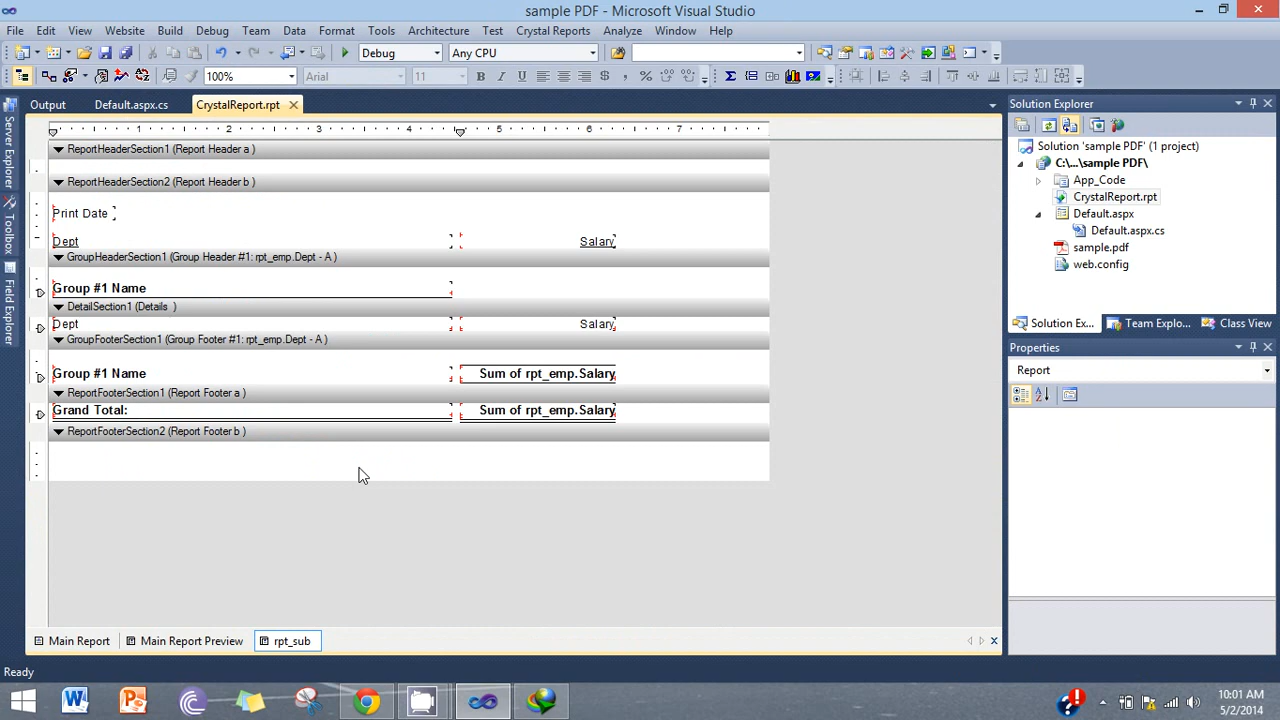 sample PDF - Microsoft Visual Studio
File Edit View Website Build Debug Team Data Format Tools Architecture Test Crystal Reports Analyze Window Help
Debug Any CPU
100% Arial 11
Output Default.aspx.cs CrystalReport.rpt
Server Explorer
Toolbox
Field Explorer
2 3 4 5 6 7
ReportHeaderSection1 (Report Header a )
ReportHeaderSection2 (Report Header b )
Print Date
Dept Salary
GroupHeaderSection1 (Group Header #1: rpt_emp.Dept - A )
Group #1 Name
DetailSection1 (Details )
Dept Salary
GroupFooterSection1 (Group Footer #1: rpt_emp.Dept - A )
Group #1 Name Sum of rpt_emp.Salary
ReportFooterSection1 (Report Footer a )
Grand Total: Sum of rpt_emp.Salary
ReportFooterSection2 (Report Footer b )
Main Report Main Report Preview rpt_sub
Solution Explorer
Solution 'sample PDF' (1 project)
C:\...\sample PDF\
App_Code
CrystalReport.rpt
Default.aspx
Default.aspx.cs
sample.pdf
web.config
Solution Ex... Team Explo... Class View
Properties
Report
Ready
10:01 AM
5/2/2014